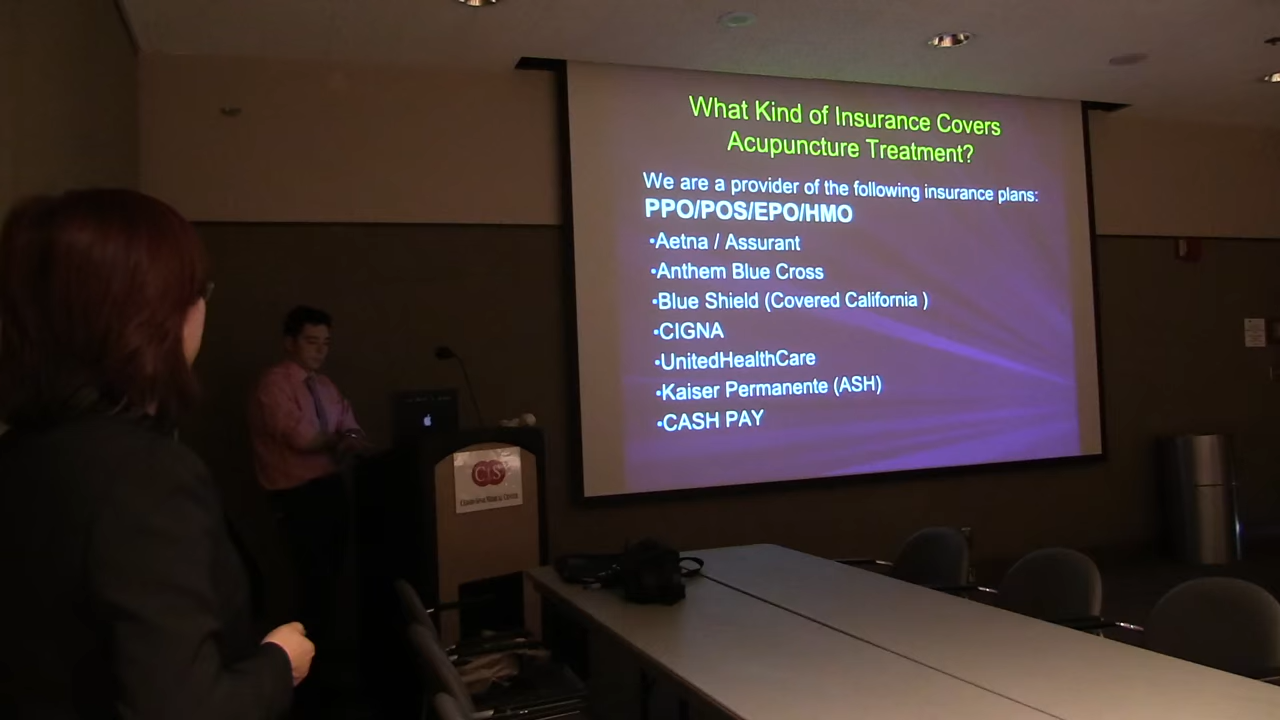 What Kind of Insurance Covers
Acupuncture Treatment?
We are a provider of the following insurance plans:
PPO/POS/EPO/HMO
•Aetna / Assurant
•Anthem Blue Cross
•Blue Shield (Covered California )
•CIGNA
•UnitedHealthCare
•Kaiser Permanente (ASH)
•CASH PAY
CIS